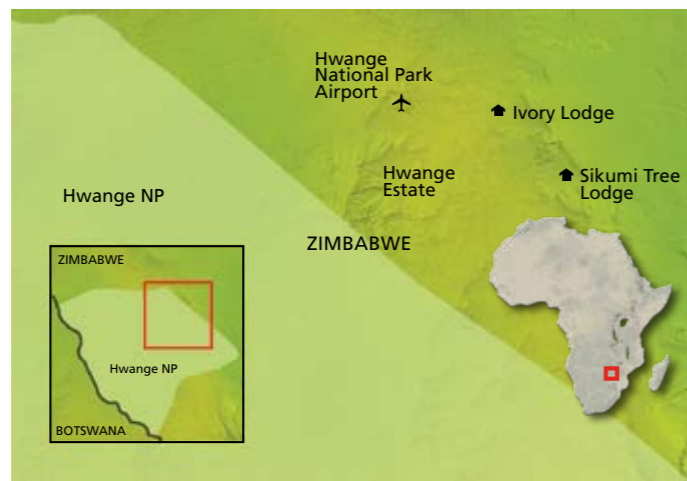 Hwange
National Park
Airport
Ivory Lodge
Hwange
Estate
Sikumi Tree
Lodge
Hwange NP
ZIMBABWE
ZIMBABWE
Hwange NP
BOTSWANA